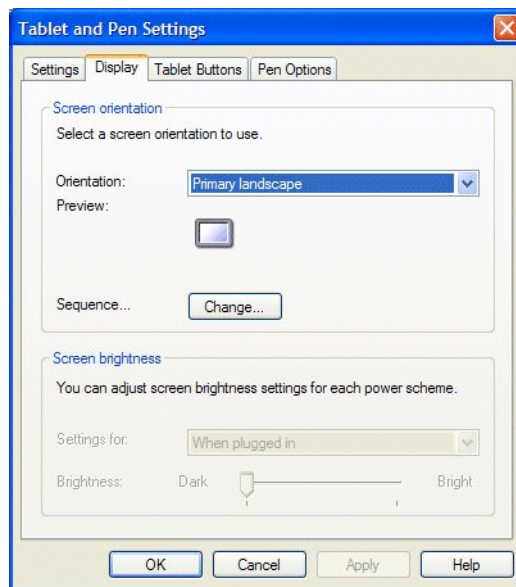 Tablet and Pen Settings
Settings Display Tablet Buttons Pen Options
Screen orientation
Select a screen orientation to use.
Orientation: Primary landscape
Preview:
Sequence... Change...
Screen brightness
You can adjust screen brightness settings for each power scheme.
Settings for: When plugged in
Brightness: Dark Bright
OK Cancel Apply Help